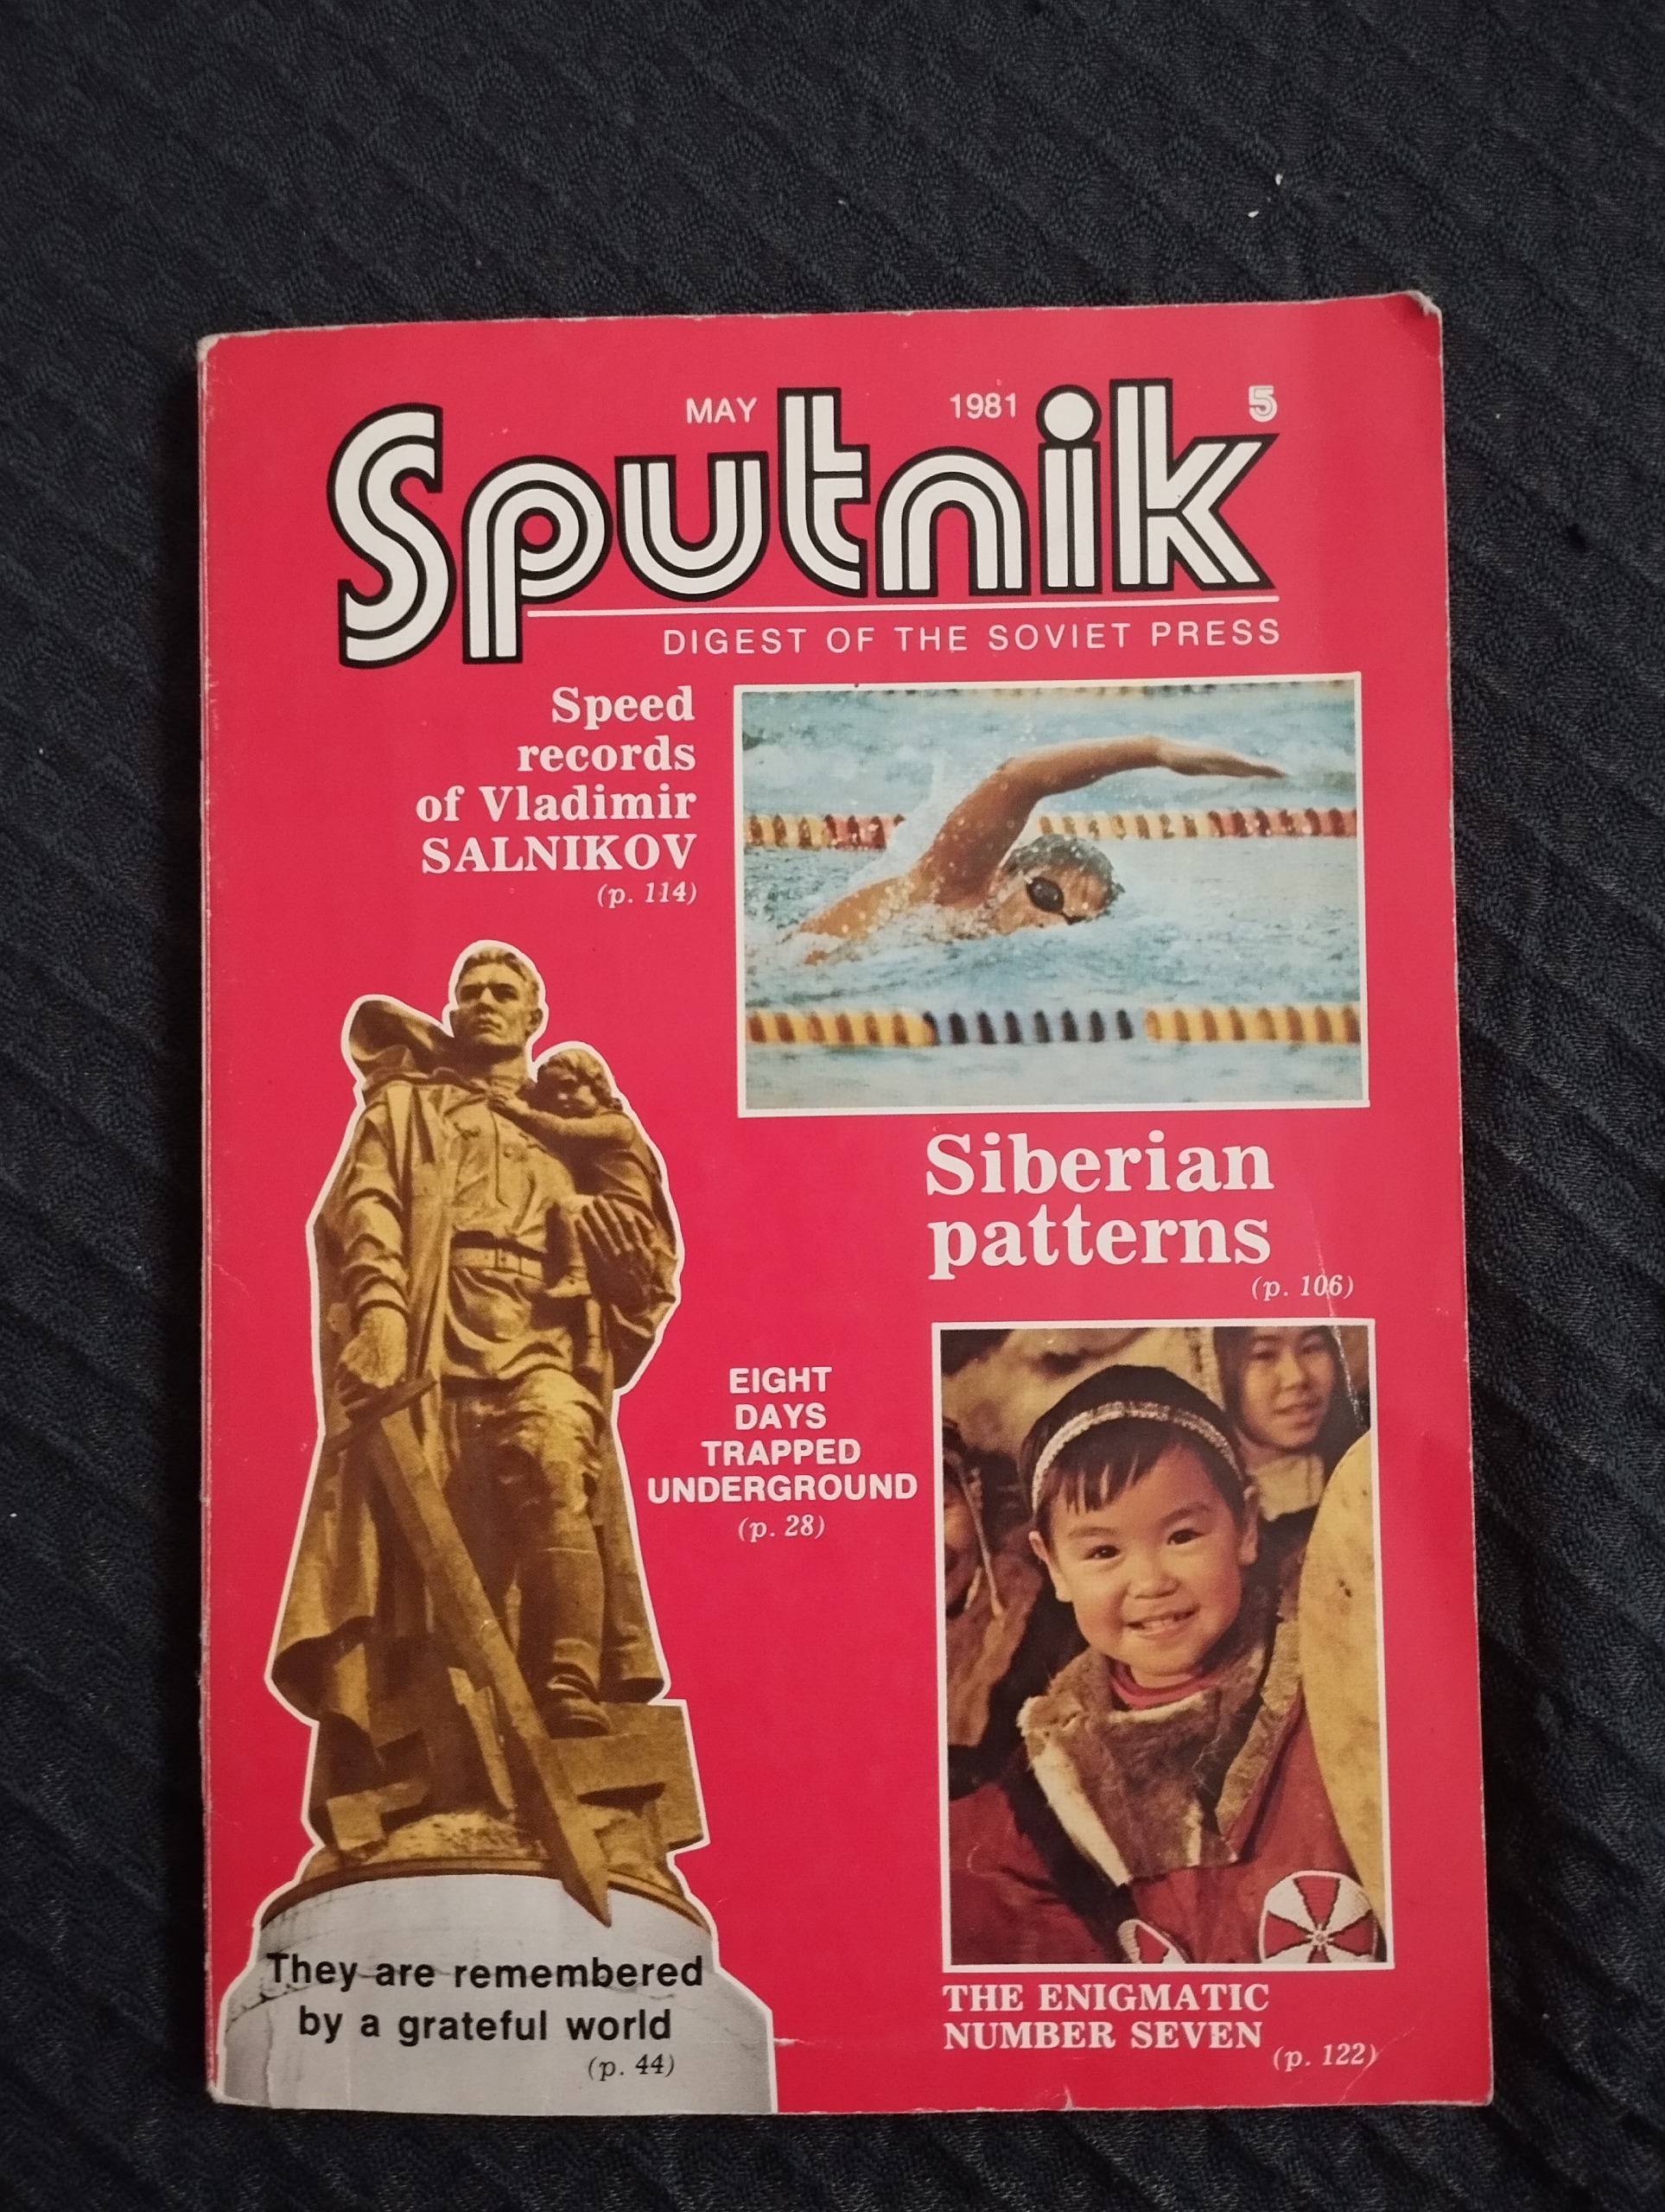 MAY 1981 5
Sputnik
DIGEST OF THE SOVIET PRESS
Speed
records
of Vladimir
SALNIKOV
(p. 114)
Siberian
patterns
(p. 106)
EIGHT
DAYS
TRAPPED
UNDERGROUND
(p. 28)
They are remembered
by a grateful world
(p. 44)
THE ENIGMATIC
NUMBER SEVEN
(p. 122)